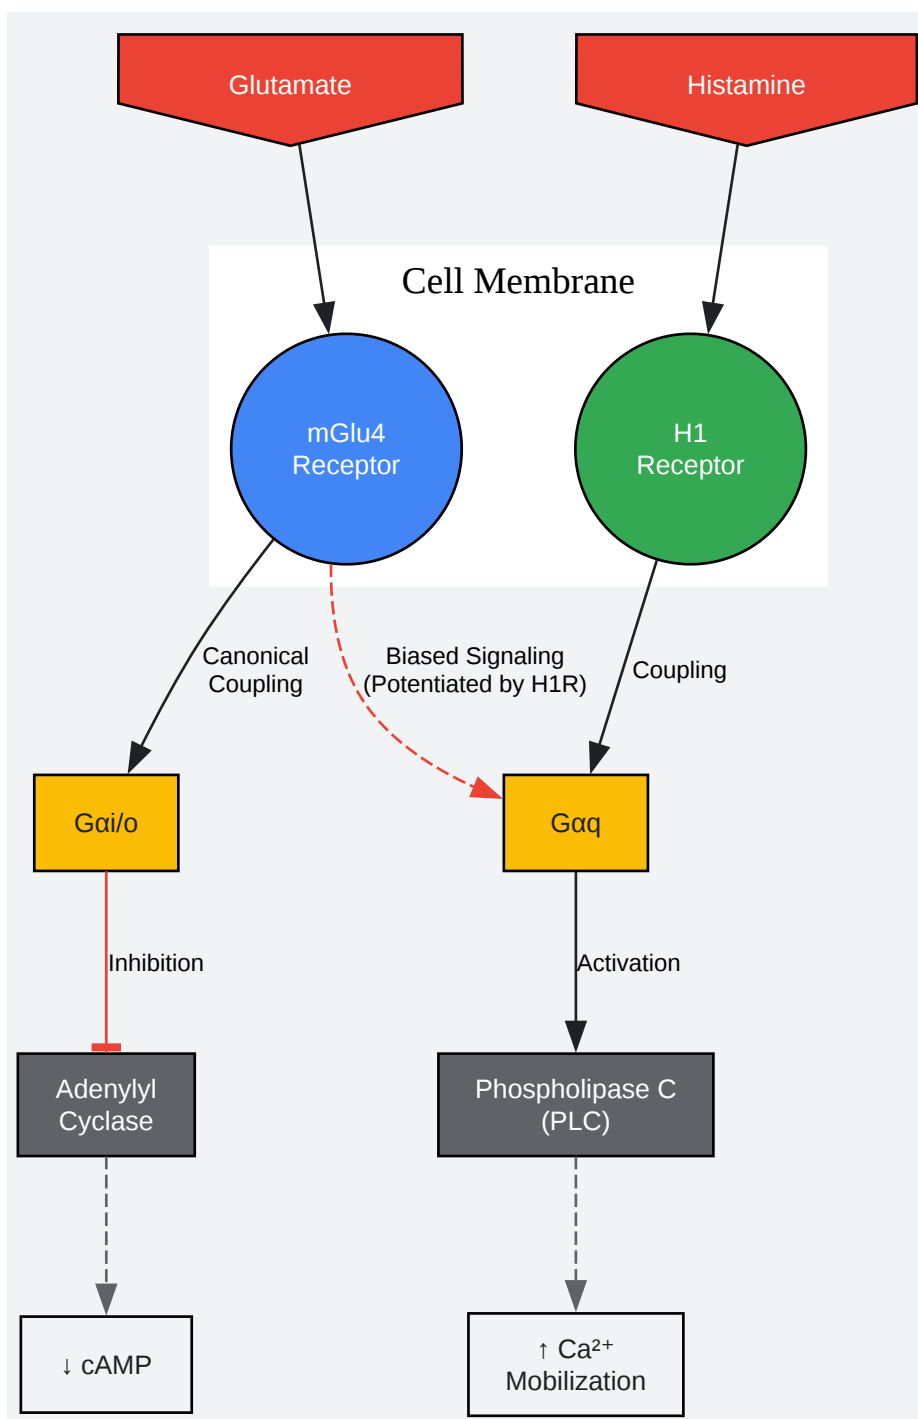 Glutamate
Histamine
Cell Membrane
mGlu4
Receptor
H1
Receptor
Canonical
Coupling
Biased Signaling
(Potentiated by H1R)
Coupling
Gαi/o
Gαq
Inhibition
Activation
Adenylyl
Cyclase
Phospholipase C
(PLC)
↓ cAMP
↑ Ca²⁺
Mobilization